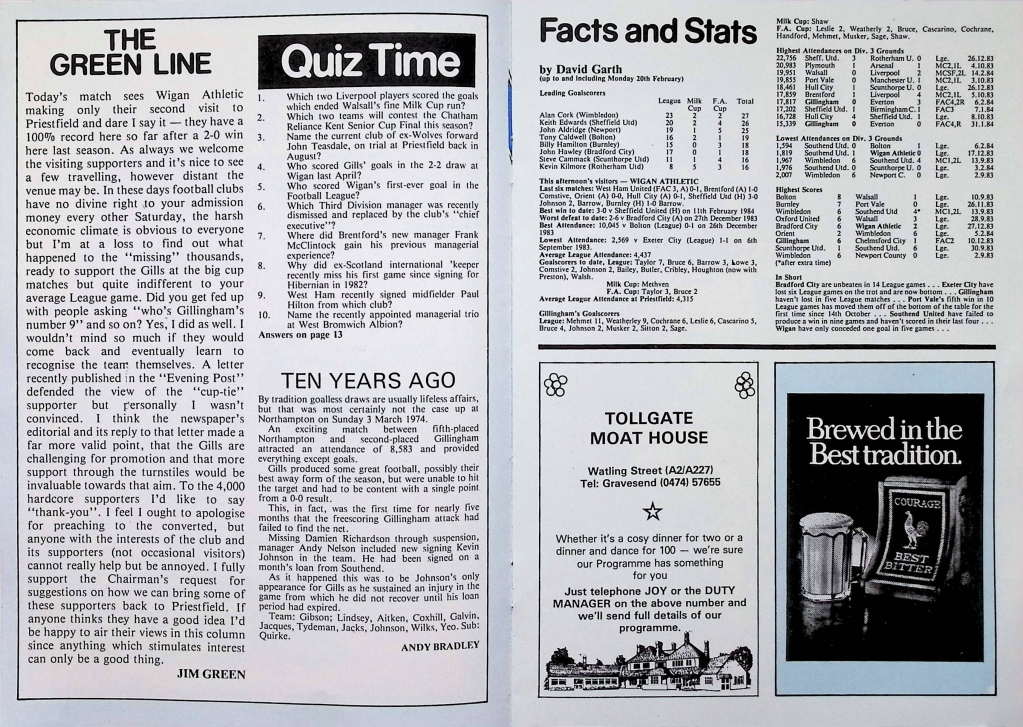 THE
GREEN LINE
Today's match sees Wigan Athletic
making only their second visit to
Priestfield and dare I say it — they have a
100% record here so far after a 2-0 win
here last season. As always we welcome
the visiting supporters and it's nice to see
a few travelling, however distant the
venue may be. In these days football clubs
have no divine right to your admission
money every other Saturday, the harsh
economic climate is obvious to everyone
but I'm at a loss to find out what
happened to the "missing" thousands,
ready to support the Gills at the big cup
matches but quite indifferent to your
average League game. Did you get fed up
with people asking "who's Gillingham's
number 9" and so on? Yes, I did as well. I
wouldn't mind so much if they would
come back and eventually learn to
recognise the team themselves. A letter
recently published in the "Evening Post"
defended the view of the "cup-tie"
supporter but personally I wasn't
convinced. I think the newspaper's
editorial and its reply to that letter made a
far more valid point, that the Gills are
challenging for promotion and that more
support through the turnstiles would be
invaluable towards that aim. To the 4,000
hardcore supporters I'd like to say
"thank-you". I feel I ought to apologise
for preaching to the converted, but
anyone with the interests of the club and
its supporters (not occasional visitors)
cannot really help but be annoyed. I fully
support the Chairman's request for
suggestions on how we can bring some of
these supporters back to Priestfield. If
anyone thinks they have a good idea I'd
be happy to air their views in this column
since anything which stimulates interest
can only be a good thing.
JIM GREEN
Quiz Time
1. Which two Liverpool players scored the goals
which ended Walsall's fine Milk Cup run?
2. Which two teams will contest the Chatham
Reliance Kent Senior Cup Final this season?
3. Name the current club of ex-Wolves forward
John Teasdale, on trial at Priestfield back in
August?
4. Who scored Gills' goals in the 2-2 draw at
Wigan last April?
5. Who scored Wigan's first-ever goal in the
Football League?
6. Which Third Division manager was recently
dismissed and replaced by the club's "chief
executive"?
7. Where did Brentford's new manager Frank
McClintock gain his previous managerial
experience?
8. Why did ex-Scotland international 'keeper
recently miss his first game since signing for
Hibernian in 1982?
9. West Ham recently signed midfielder Paul
Hilton from which club?
10. Name the recently appointed managerial trio
at West Bromwich Albion?
Answers on page 13
TEN YEARS AGO
By tradition goalless draws are usually lifeless affairs,
but that was most certainly not the case up at
Northampton on Sunday 3 March 1974.
An exciting match between fifth-placed
Northampton and second-placed Gillingham
attracted an attendance of 8,583 and provided
everything except goals.
Gills produced some great football, possibly their
best away form of the season, but were unable to hit
the target and had to be content with a single point
from a 0-0 result.
This, in fact, was the first time for nearly five
months that the freescoring Gillingham attack had
failed to find the net.
Missing Damien Richardson through suspension,
manager Andy Nelson included new signing Kevin
Johnson in the team. He had been signed on a
month's loan from Southend.
As it happened this was to be Johnson's only
appearance for Gills as he sustained an injury in the
game from which he did not recover until his loan
period had expired.
Team: Gibson; Lindsey, Aitken, Coxhill, Galvin,
Jacques, Tydeman, Jacks, Johnson, Wilks, Yeo. Sub:
Quirke.
ANDY BRADLEY
Facts and Stats
by David Garth
(up to and including Monday 20th February)
Leading Goalscorers
League Milk Cup F.A. Cup Total
Alan Cork (Wimbledon) 23 2 2 27
Keith Edwards (Sheffield Utd) 20 2 4 26
John Aldridge (Newport) 19 1 5 25
Tony Caldwell (Bolton) 16 2 1 19
Billy Hamilton (Burnley) 15 0 3 18
John Hawley (Bradford City) 17 0 1 18
Steve Cammack (Scunthorpe Utd) 11 1 4 16
Kevin Kilmore (Rotherham Utd) 8 5 3 16
This afternoon's visitors — WIGAN ATHLETIC
Last six matches: West Ham United (FAC 3, A) 0-1, Brentford (A) 1-0
Comstive, Orient (A) 0-0, Hull City (A) 0-1, Sheffield Utd (H) 3-0
Johnson 2, Barrow, Burnley (H) 1-0 Barrow.
Best win to date: 3-0 v Sheffield Utd (H) on 11th February 1984
Worst defeat to date: 2-6 v Bradford City (A) on 27th December 1983
Best Attendance: 10,045 v Bolton (League) 0-1 on 26th December
1983
Lowest Attendance: 2,569 v Exeter City (League) 1-1 on 6th
September 1983.
Average League Attendance: 4,437
Goalscorers to date, League: Taylor 7, Bruce 6, Barrow 3, Lowe 3,
Comstive 2, Johnson 2, Bailey, Butler, Cribley, Houghton (now with
Preston), Walsh.
Milk Cup: Methven
F.A. Cup: Taylor 3, Bruce 2
Average League Attendance at Priestfield: 4,315
Gillingham's Goalscorers
League: Mehmet 11, Weatherley 9, Cochrane 6, Leslie 6, Cascarino 5,
Bruce 4, Johnson 2, Musker 2, Sitton 2, Sage.
Milk Cup: Shaw
F.A. Cup: Leslie 2, Weatherly 2, Bruce, Cascarino, Cochrane,
Handford, Mehmet, Musker, Sage, Shaw.
Highest Attendances on Div. 3 Grounds
22,756 Sheff. Utd. 3 Rotherham U. 0 Lge. 26.12.83
20,983 Plymouth 1 Arsenal 1 MC2,1L 4.10.83
19,951 Walsall 0 Liverpool 2 MCSF,2L 14.2.84
19,855 Port Vale 0 Manchester U. 1 MC2,1L 3.10.83
18,461 Hull City 1 Scunthorpe U. 0 Lge. 26.12.83
17,859 Brentford 1 Liverpool 4 MC2,1L 5.10.83
17,817 Gillingham 0 Everton 3 FAC4,2R 6.2.84
17,202 Sheffield Utd. 1 Birmingham C. 1 FAC3 7.1.84
16,728 Hull City 4 Sheffield Utd. 1 Lge. 8.10.83
15,339 Gillingham 0 Everton 0 FAC4,R 31.1.84
Lowest Attendances on Div. 3 Grounds
1,594 Southend Utd. 0 Bolton 1 Lge. 6.2.84
1,819 Southend Utd. 1 Wigan Athletic 0 Lge. 17.12.83
1,967 Wimbledon 6 Southend Utd. 4 MC1,2L 13.9.83
1,976 Southend Utd. 0 Scunthorpe U. 0 Lge. 3.2.84
2,007 Wimbledon 6 Newport C. 0 Lge. 2.9.83
Highest Scores
Bolton 8 Walsall 1 Lge. 10.9.83
Burnley 7 Port Vale 0 Lge. 26.11.83
Wimbledon 6 Southend Utd 4* MC1,2L 13.9.83
Oxford United 6 Walsall 3 Lge. 28.9.83
Bradford City 6 Wigan Athletic 2 Lge. 27.12.83
Orient 2 Wimbledon 6 Lge. 5.2.84
Gillingham 6 Chelmsford City 1 FAC2 10.12.83
Scunthorpe Utd. 1 Southend Utd. 6 Lge. 30.9.83
Wimbledon 6 Newport County 0 Lge. 2.9.83
(*after extra time)
In Short
Bradford City are unbeaten in 14 League games . . . Exeter City have
lost six League games on the trot and are now bottom . . . Gillingham
haven't lost in five League matches . . . Port Vale's fifth win in 10
League games has moved them off of the bottom of the table for the
first time since 14th October . . . Southend United have failed to
produce a win in nine games and haven't scored in their last four . . .
Wigan have only conceded one goal in five games . . .
TOLLGATE
MOAT HOUSE
Watling Street (A2/A227)
Tel: Gravesend (0474) 57655
Whether it's a cosy dinner for two or a
dinner and dance for 100 — we're sure
our Programme has something
for you
Just telephone JOY or the DUTY
MANAGER on the above number and
we'll send full details of our
programme.
Brewed in the
Best tradition.
COURAGE
BEST
BITTER